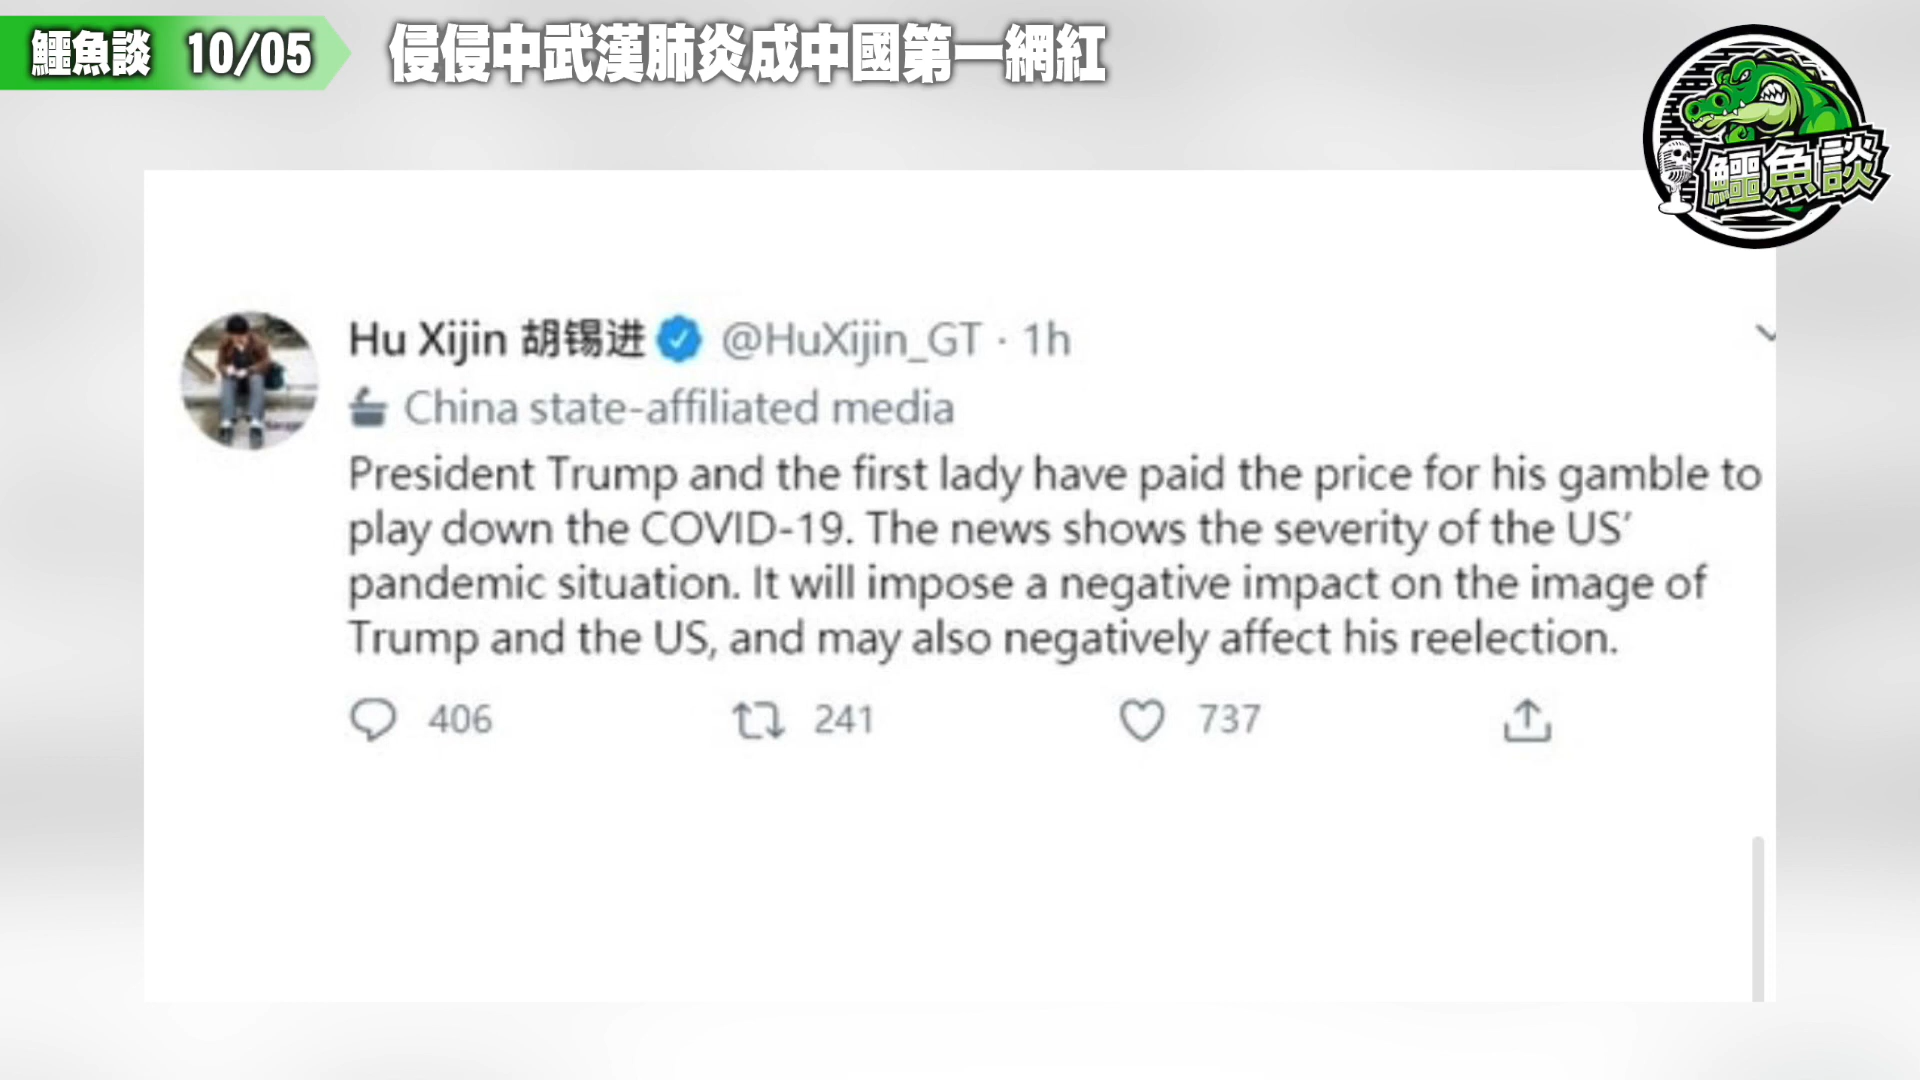 鱷魚談 10/05 侵侵中武漢肺炎成中國第一網紅
鱷魚談
Hu Xijin 胡锡进 @HuXijin_GT · 1h
China state-affiliated media
President Trump and the first lady have paid the price for his gamble to
play down the COVID-19. The news shows the severity of the US’
pandemic situation. It will impose a negative impact on the image of
Trump and the US, and may also negatively affect his reelection.
406 241 737